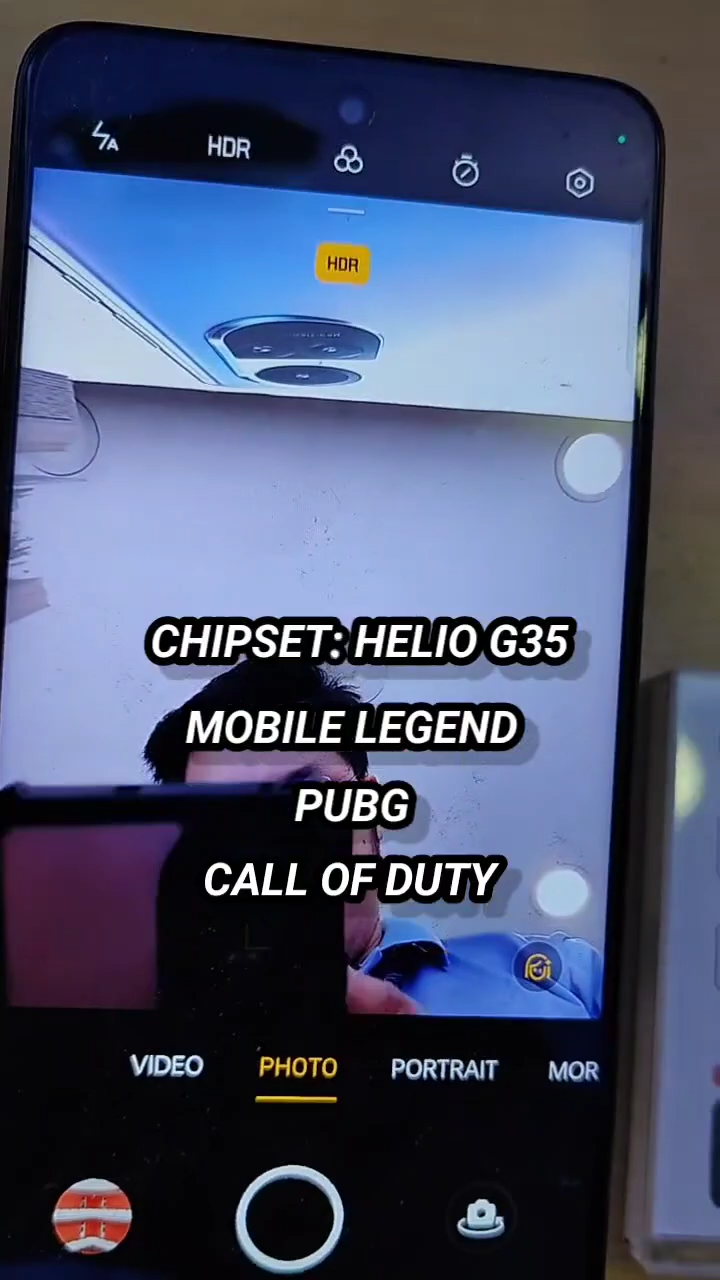 HDR
HDR
CHIPSET: HELIO G35
MOBILE LEGEND
PUBG
CALL OF DUTY
VIDEO PHOTO PORTRAIT MOR